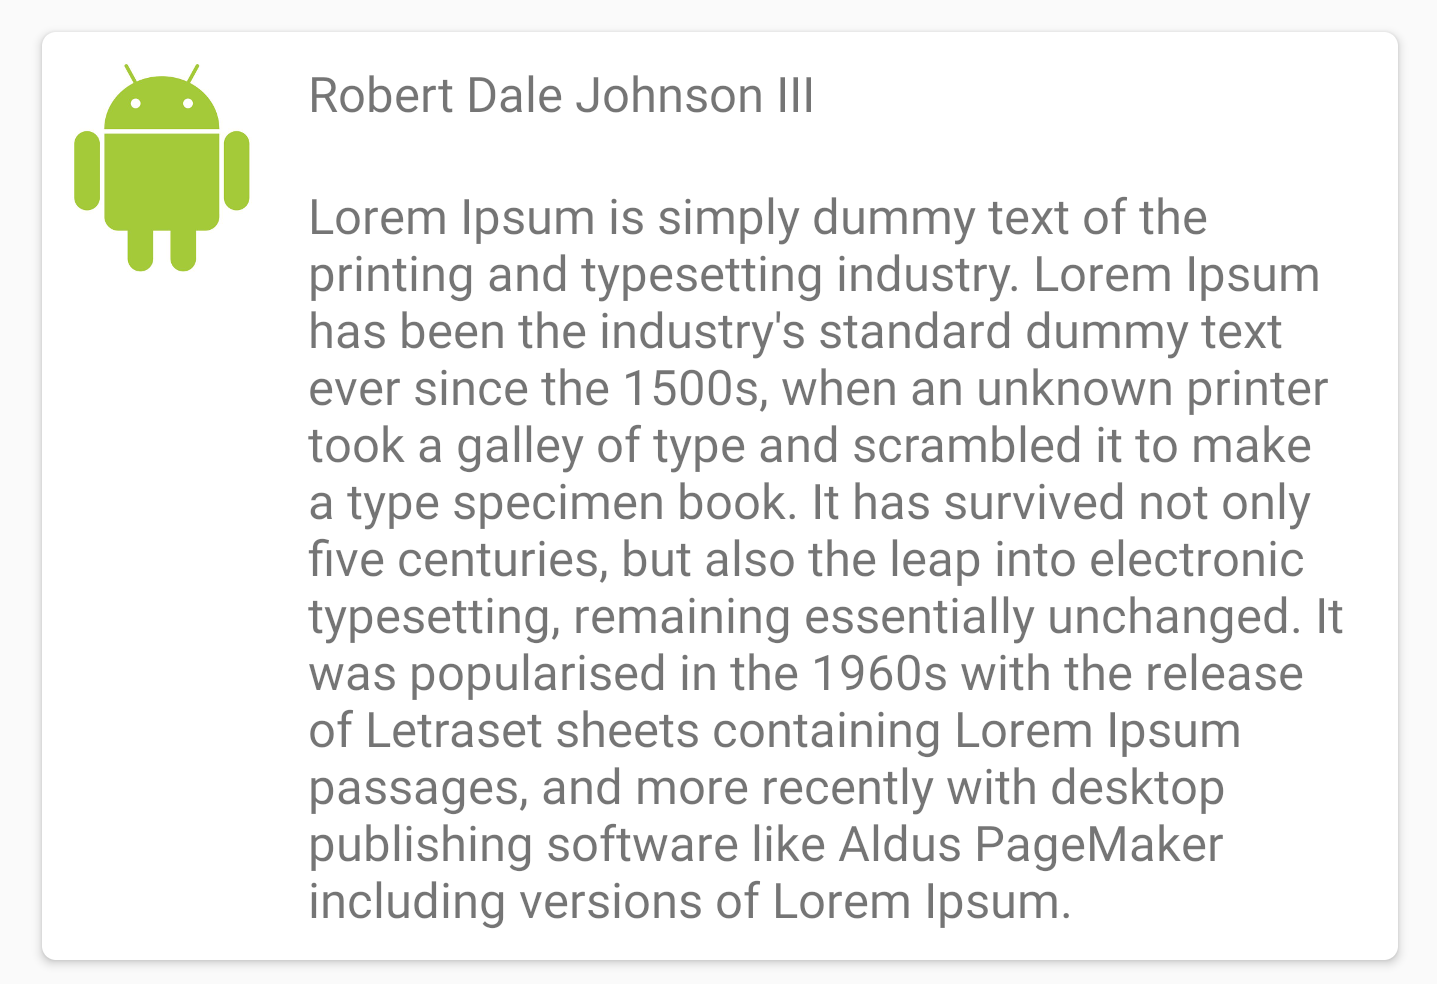 Robert Dale Johnson III
Lorem Ipsum is simply dummy text of the
printing and typesetting industry. Lorem Ipsum
has been the industry's standard dummy text
ever since the 1500s, when an unknown printer
took a galley of type and scrambled it to make
a type specimen book. It has survived not only
five centuries, but also the leap into electronic
typesetting, remaining essentially unchanged. It
was popularised in the 1960s with the release
of Letraset sheets containing Lorem Ipsum
passages, and more recently with desktop
publishing software like Aldus PageMaker
including versions of Lorem Ipsum.